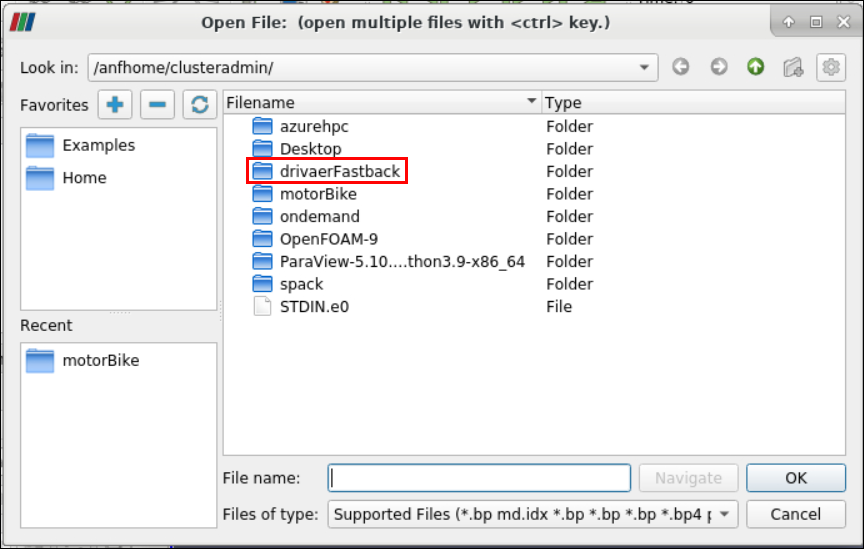 Open File: (open multiple files with <ctrl> key.)
Look in: /anfhome/clusteradmin/
Favorites
Filename Type
Examples
Home
azurehpc Folder
Desktop Folder
drivaerFastback Folder
motorBike Folder
ondemand Folder
OpenFOAM-9 Folder
ParaView-5.10....thon3.9-x86_64 Folder
spack Folder
STDIN.e0 File
Recent
motorBike
File name: Navigate OK
Files of type: Supported Files (*.bp md.idx *.bp *.bp *.bp *.bp4 p Cancel